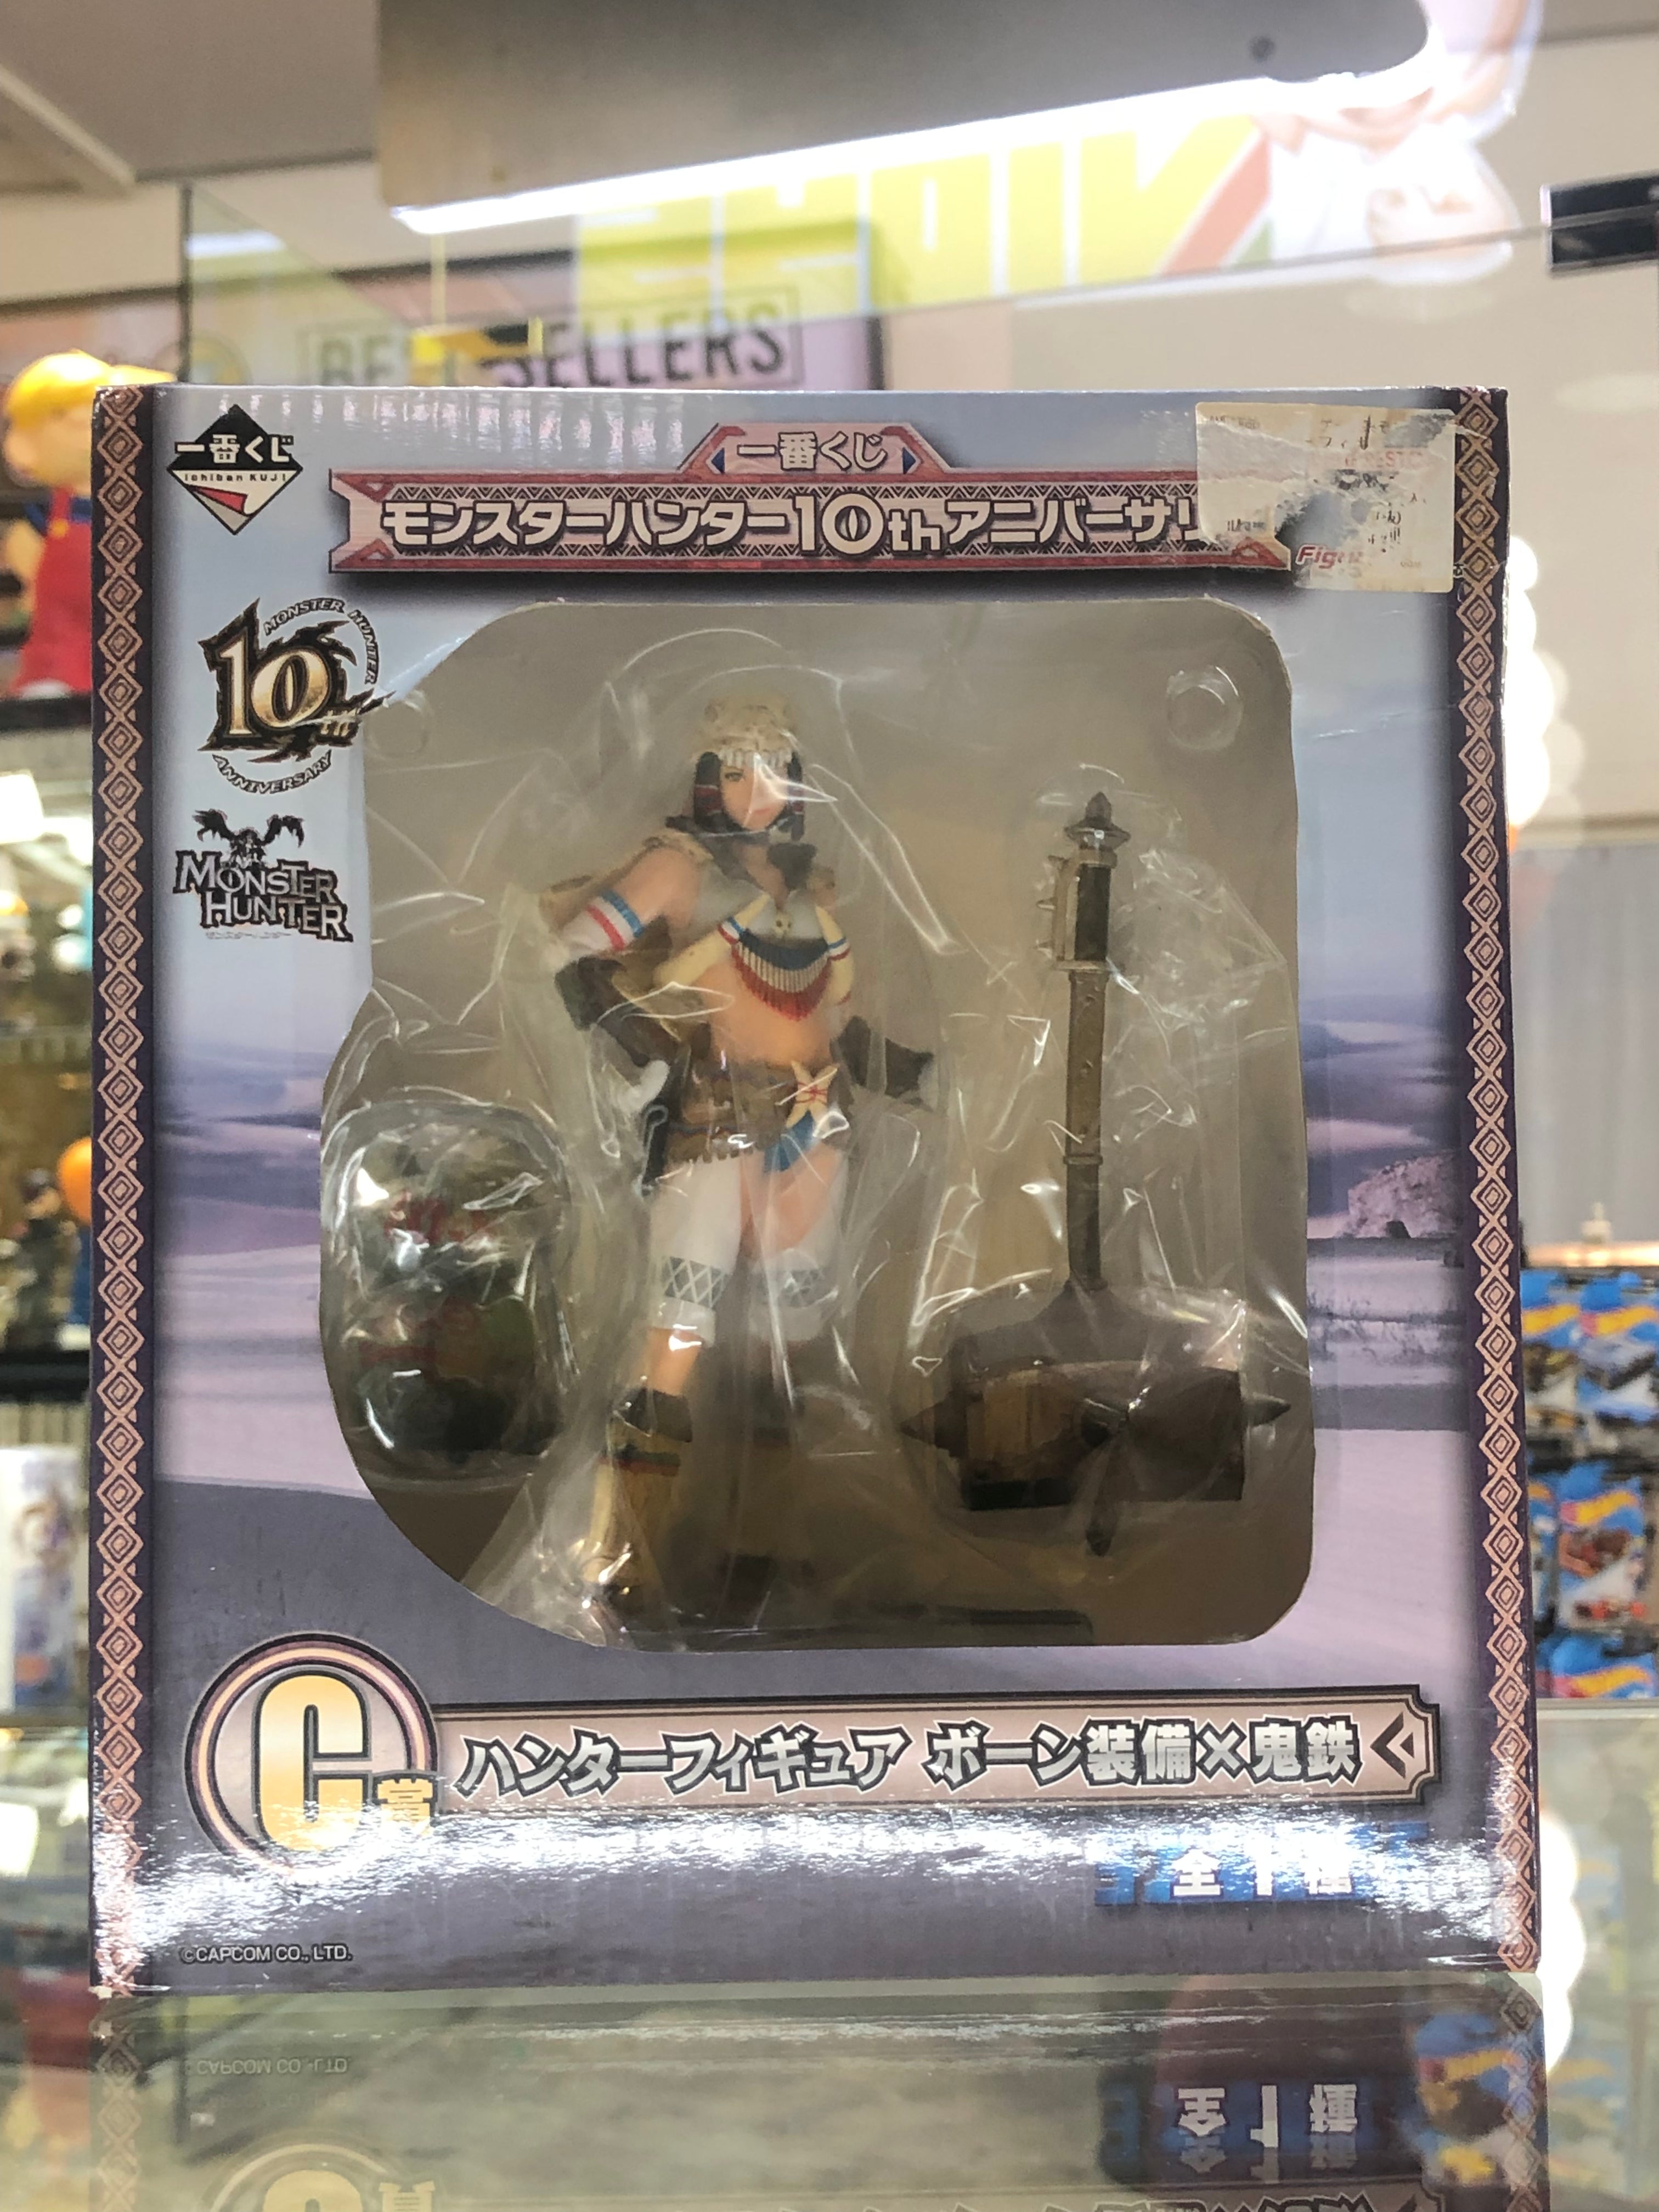 BEST SELLERS
一番くじ
ichiban KUJI
一番くじ
モンスターハンター10thアニバーサリ
MONSTER HUNTER
10th
ANNIVERSARY
MONSTER
HUNTER
C賞
ハンターフィギュア ボーン装備×鬼鉄
全1種
©CAPCOM CO., LTD.